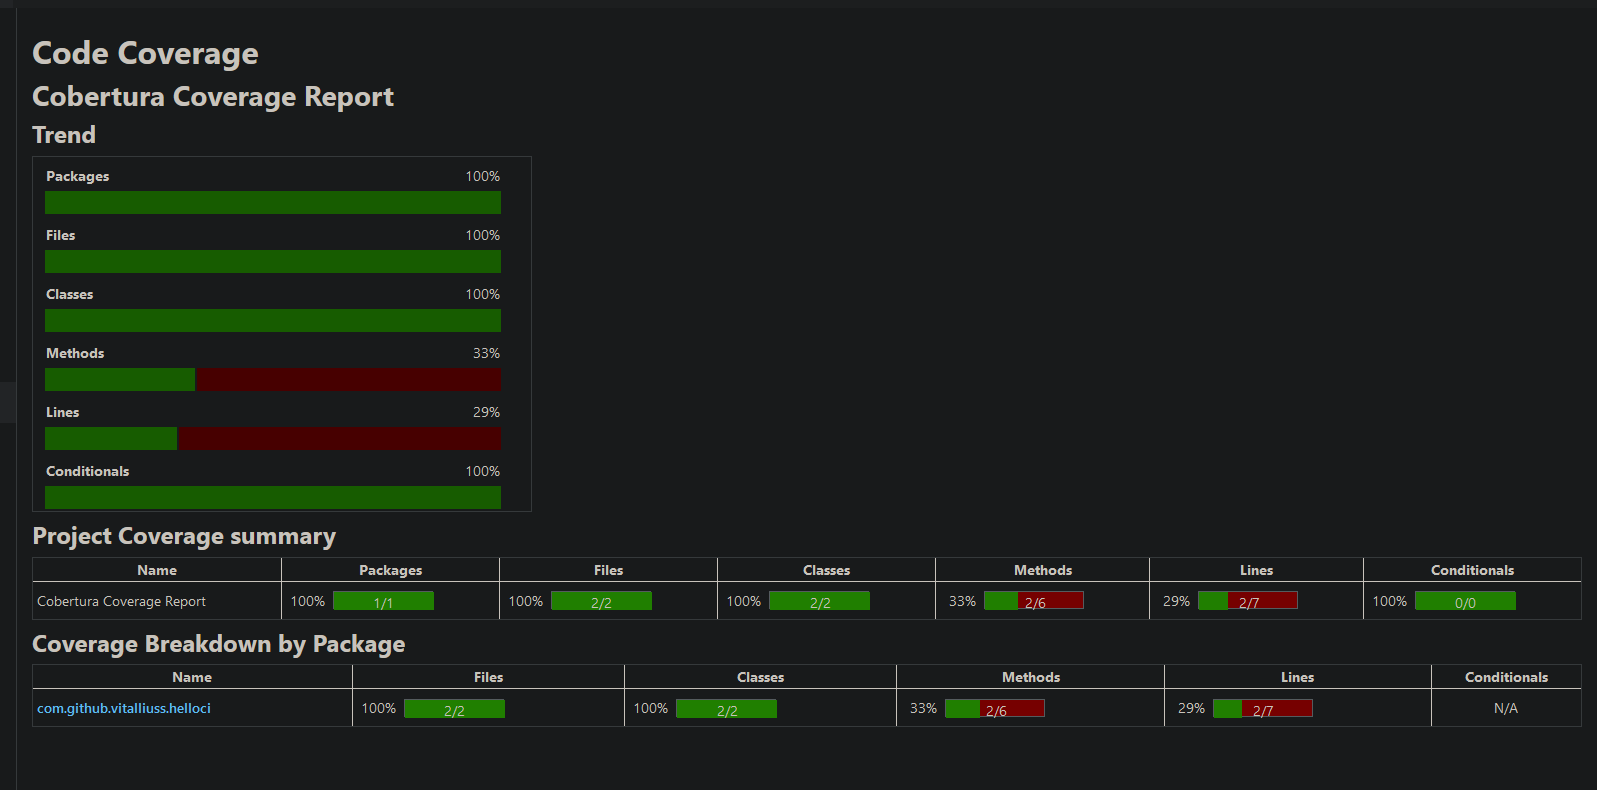 Code Coverage
Cobertura Coverage Report
Trend
Packages 100%
Files 100%
Classes 100%
Methods 33%
Lines 29%
Conditionals 100%
Project Coverage summary
Name Packages Files Classes Methods Lines Conditionals
Cobertura Coverage Report 100% 1/1 100% 2/2 100% 2/2 33% 2/6 29% 2/7 100% 0/0
Coverage Breakdown by Package
Name Files Classes Methods Lines Conditionals
com.github.vitalliuss.helloci 100% 2/2 100% 2/2 33% 2/6 29% 2/7 N/A